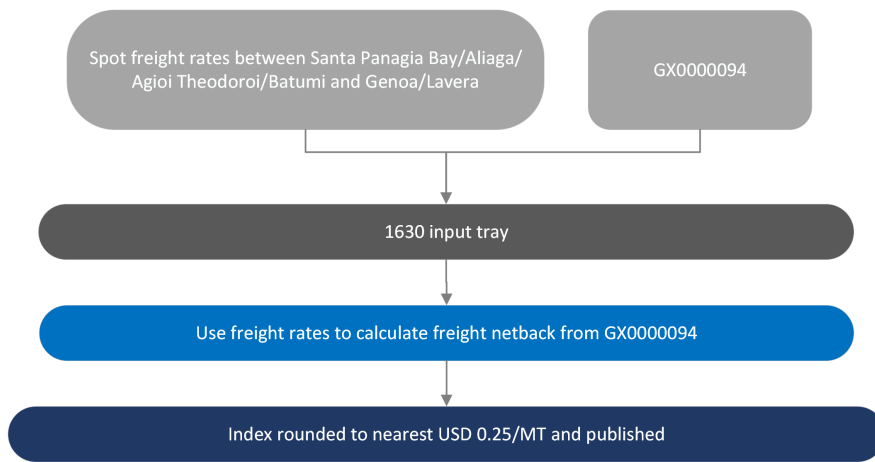 Spot freight rates between Santa Panagia Bay/Aliaga/
Agioi Theodoroi/Batumi and Genoa/Lavera
GX0000094
1630 input tray
Use freight rates to calculate freight netback from GX0000094
Index rounded to nearest USD 0.25/MT and published